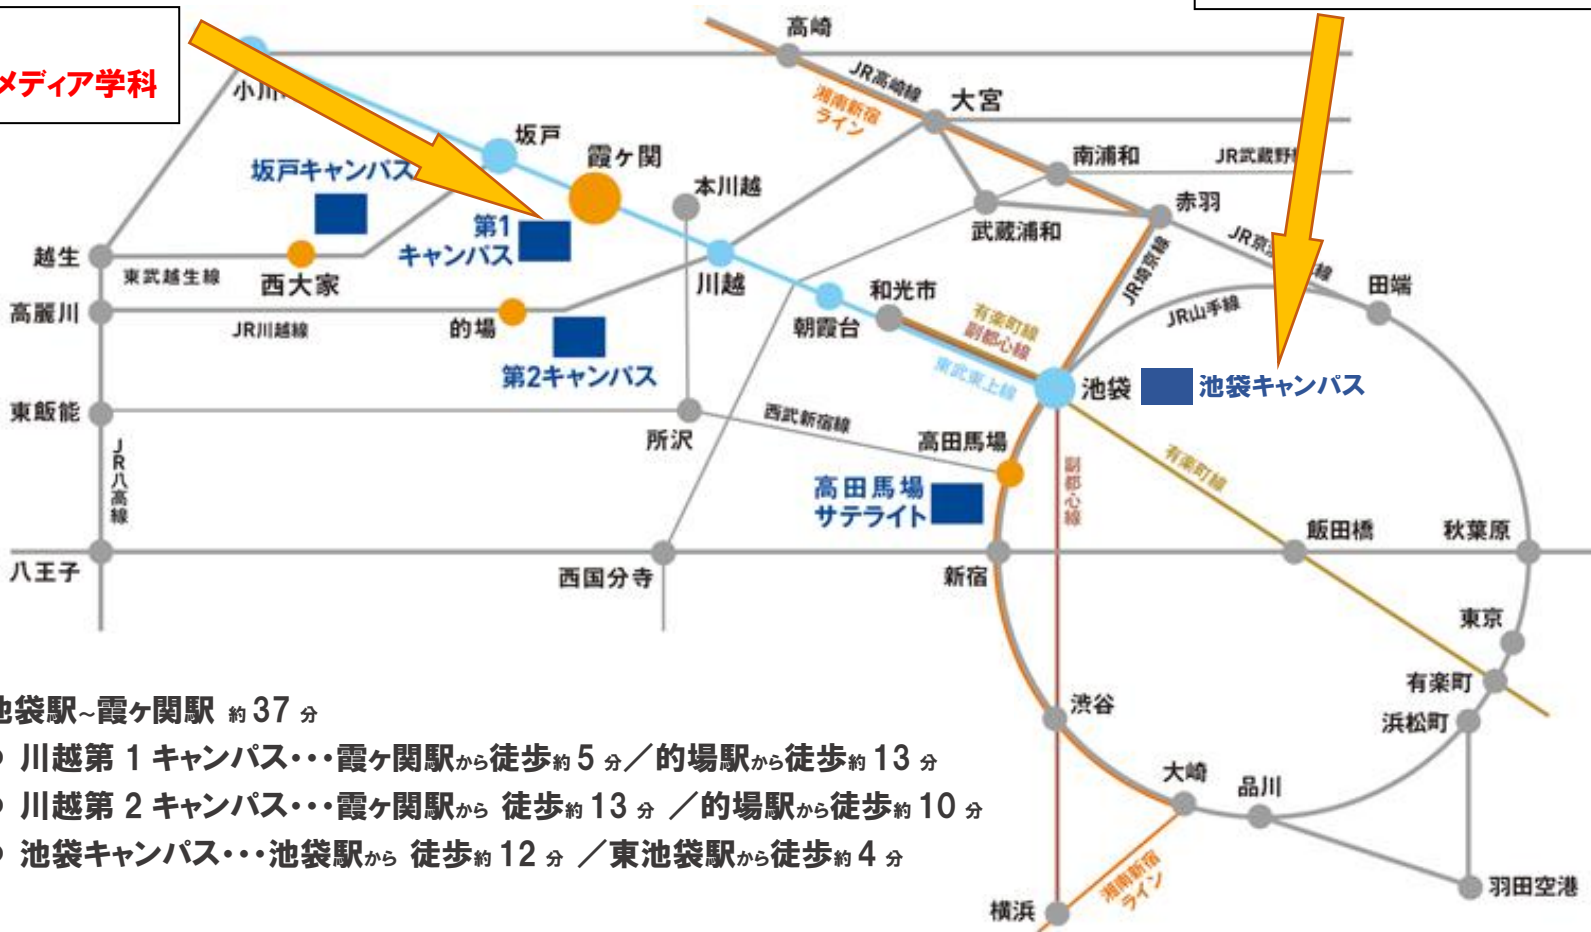 メディア学科
高崎
JR高崎線
湘南新宿
ライン
大宮
小川
坂戸
霞ヶ関
南浦和
JR武蔵野
坂戸キャンパス
本川越
赤羽
第1
キャンパス
武蔵浦和
JR京
線
越生
東武越生線
西大家
川越
和光市
JR埼京線
田端
高麗川
JR川越線
的場
朝霞台
有楽町線
副都心線
東武東上線
JR山手線
第2キャンパス
池袋
池袋キャンパス
東飯能
所沢
西武新宿線
高田馬場
有楽町線
JR八高線
高田馬場
サテライト
副都心線
飯田橋
秋葉原
八王子
西国分寺
新宿
東京
有楽町
浜松町
渋谷
大崎
品川
湘南新宿
ライン
羽田空港
横浜
池袋駅~霞ヶ関駅 約 37 分
川越第 1 キャンパス・・・霞ヶ関駅から徒歩約 5 分／的場駅から徒歩約 13 分
川越第 2 キャンパス・・・霞ヶ関駅から 徒歩約 13 分 ／的場駅から徒歩約 10 分
池袋キャンパス・・・池袋駅から 徒歩約 12 分 ／東池袋駅から徒歩約 4 分